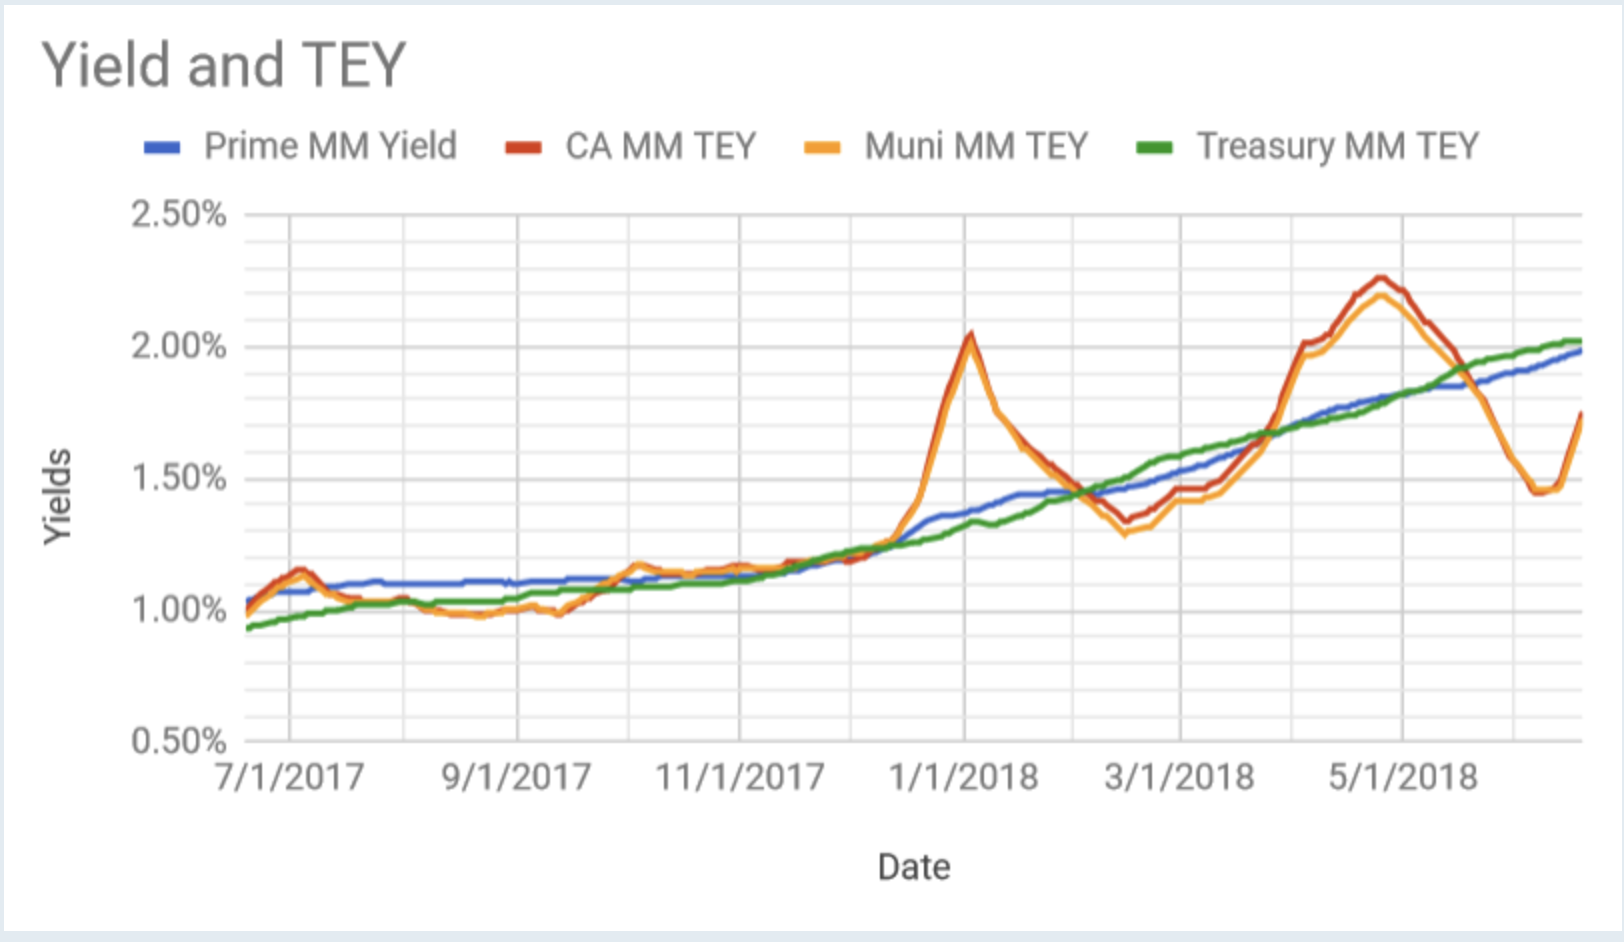 Yield and TEY
Prime MM Yield CA MM TEY Muni MM TEY Treasury MM TEY
2.50%
2.00%
1.50%
1.00%
0.50%
Yields
7/1/2017 9/1/2017 11/1/2017 1/1/2018 3/1/2018 5/1/2018
Date